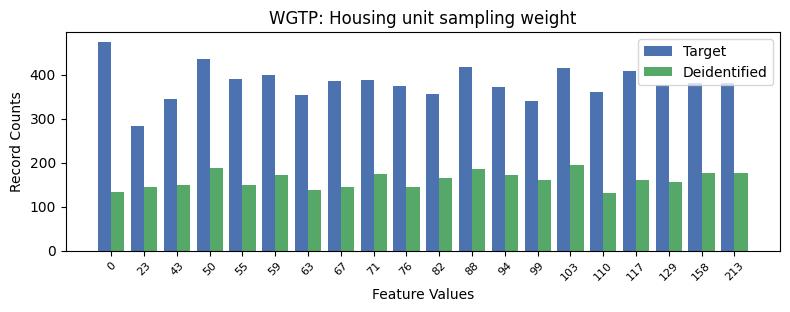 WGTP: Housing unit sampling weight
Target
Deidentified
Record Counts
400
300
200
100
0
0 23 43 50 55 59 63 67 71 76 82 88 94 99 103 110 117 129 158 213
Feature Values